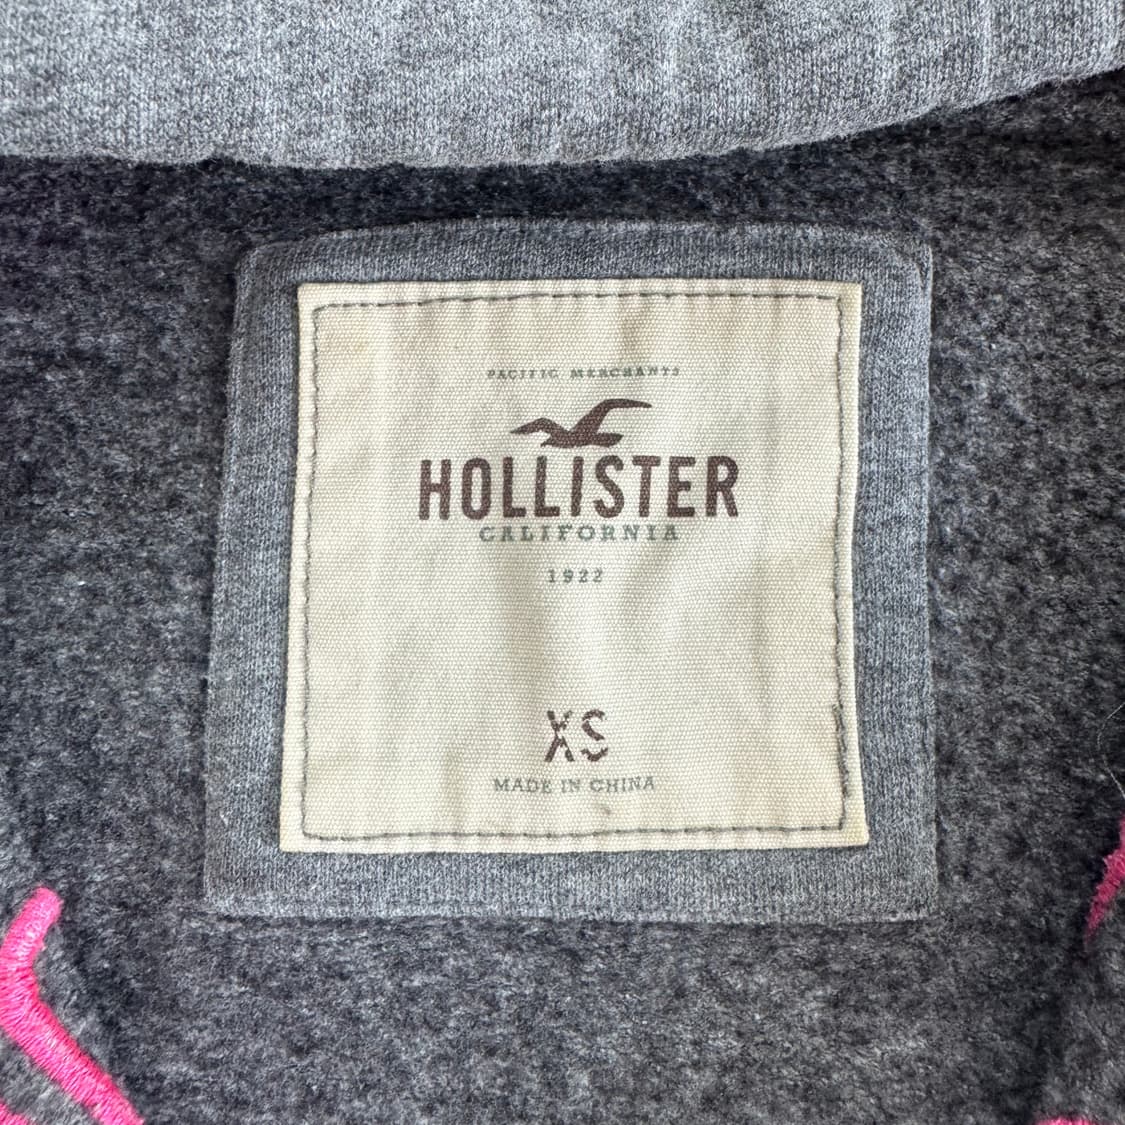 PACIFIC MERCHANTS
HOLLISTER
CALIFORNIA
1922
XS
MADE IN CHINA